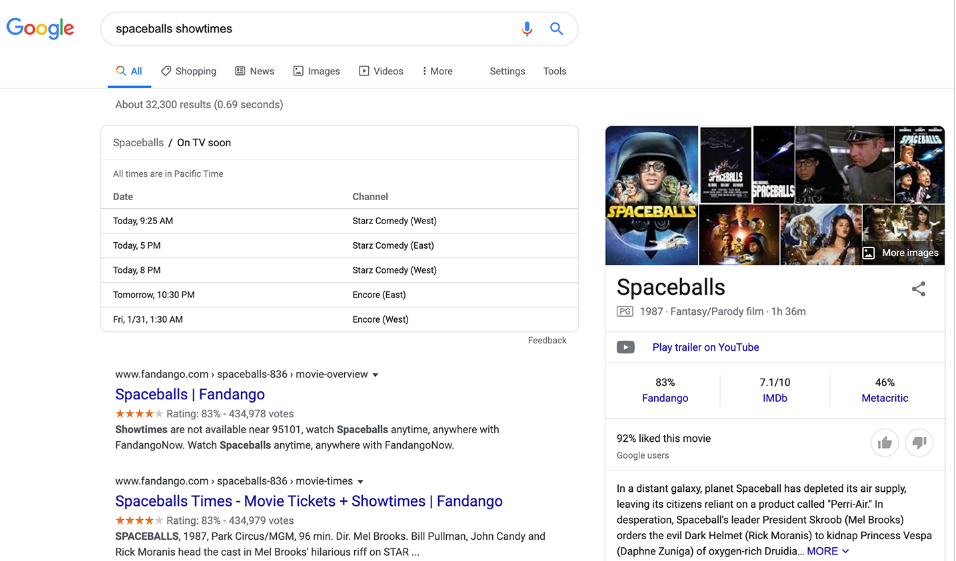 Google
spaceballs showtimes
All Shopping News Images Videos More Settings Tools
About 32,300 results (0.69 seconds)
Spaceballs / On TV soon
All times are in Pacific Time
Date Channel
Today, 9:25 AM Starz Comedy (West)
Today, 5 PM Starz Comedy (East)
Today, 8 PM Starz Comedy (West)
Tomorrow, 10:30 PM Encore (East)
Fri, 1/31, 1:30 AM Encore (West)
Feedback
www.fandango.com › spaceballs-836 › movie-overview
Spaceballs | Fandango
Rating: 83% - 434,978 votes
Showtimes are not available near 95101, watch Spaceballs anytime, anywhere with
FandangoNow. Watch Spaceballs anytime, anywhere with FandangoNow.
www.fandango.com › spaceballs-836 › movie-times
Spaceballs Times - Movie Tickets + Showtimes | Fandango
Rating: 83% - 434,979 votes
SPACEBALLS, 1987, Park Circus/MGM, 96 min. Dir. Mel Brooks. Bill Pullman, John Candy and
Rick Moranis head the cast in Mel Brooks' hilarious riff on STAR ...
SPACEBALLS
SPACEBALLS
SPACEBALLS
SPACEBALLS
More images
Spaceballs
PG 1987 · Fantasy/Parody film · 1h 36m
Play trailer on YouTube
83% 7.1/10 46%
Fandango IMDb Metacritic
92% liked this movie
Google users
In a distant galaxy, planet Spaceball has depleted its air supply,
leaving its citizens reliant on a product called "Perri-Air." In
desperation, Spaceball's leader President Skroob (Mel Brooks)
orders the evil Dark Helmet (Rick Moranis) to kidnap Princess Vespa
(Daphne Zuniga) of oxygen-rich Druidia... MORE